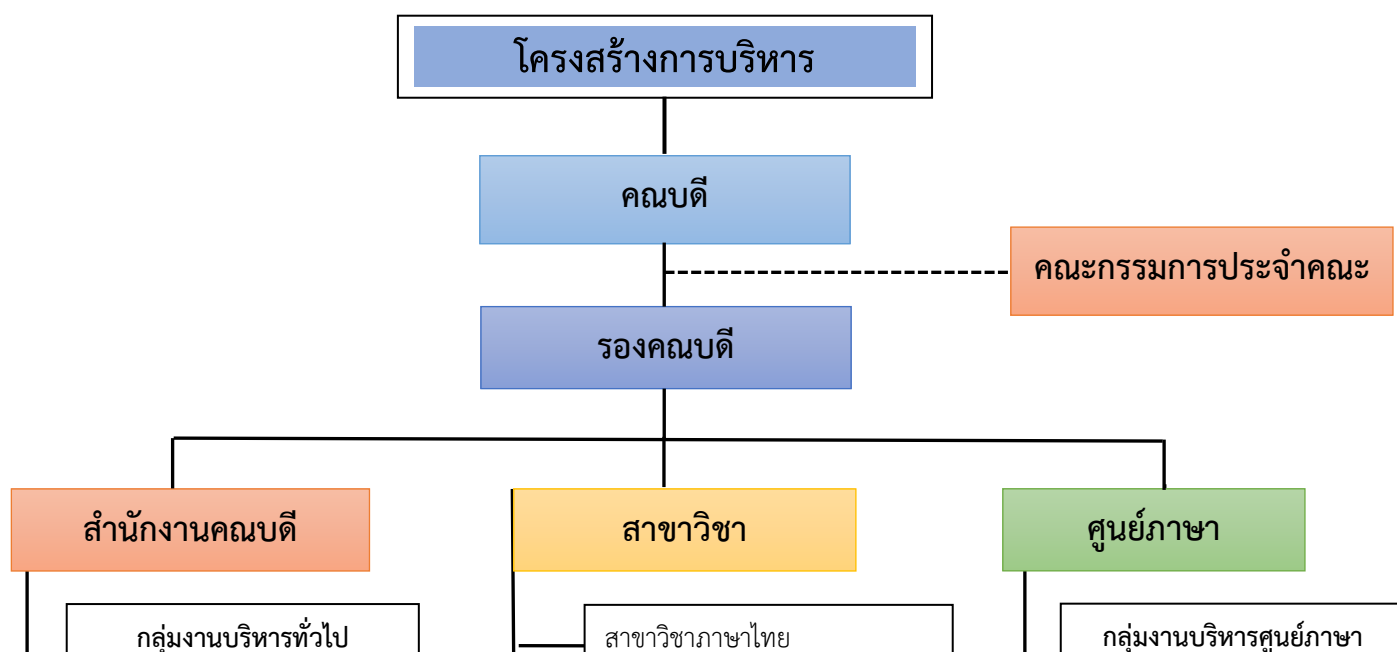 โครงสร้างการบริหาร
คณบดี
คณะกรรมการประจำคณะ
รองคณบดี
สำนักงานคณบดี
สาขาวิชา
ศูนย์ภาษา
กลุ่มงานบริหารทั่วไป
สาขาวิชาภาษาไทย
กลุ่มงานบริหารศูนย์ภาษา